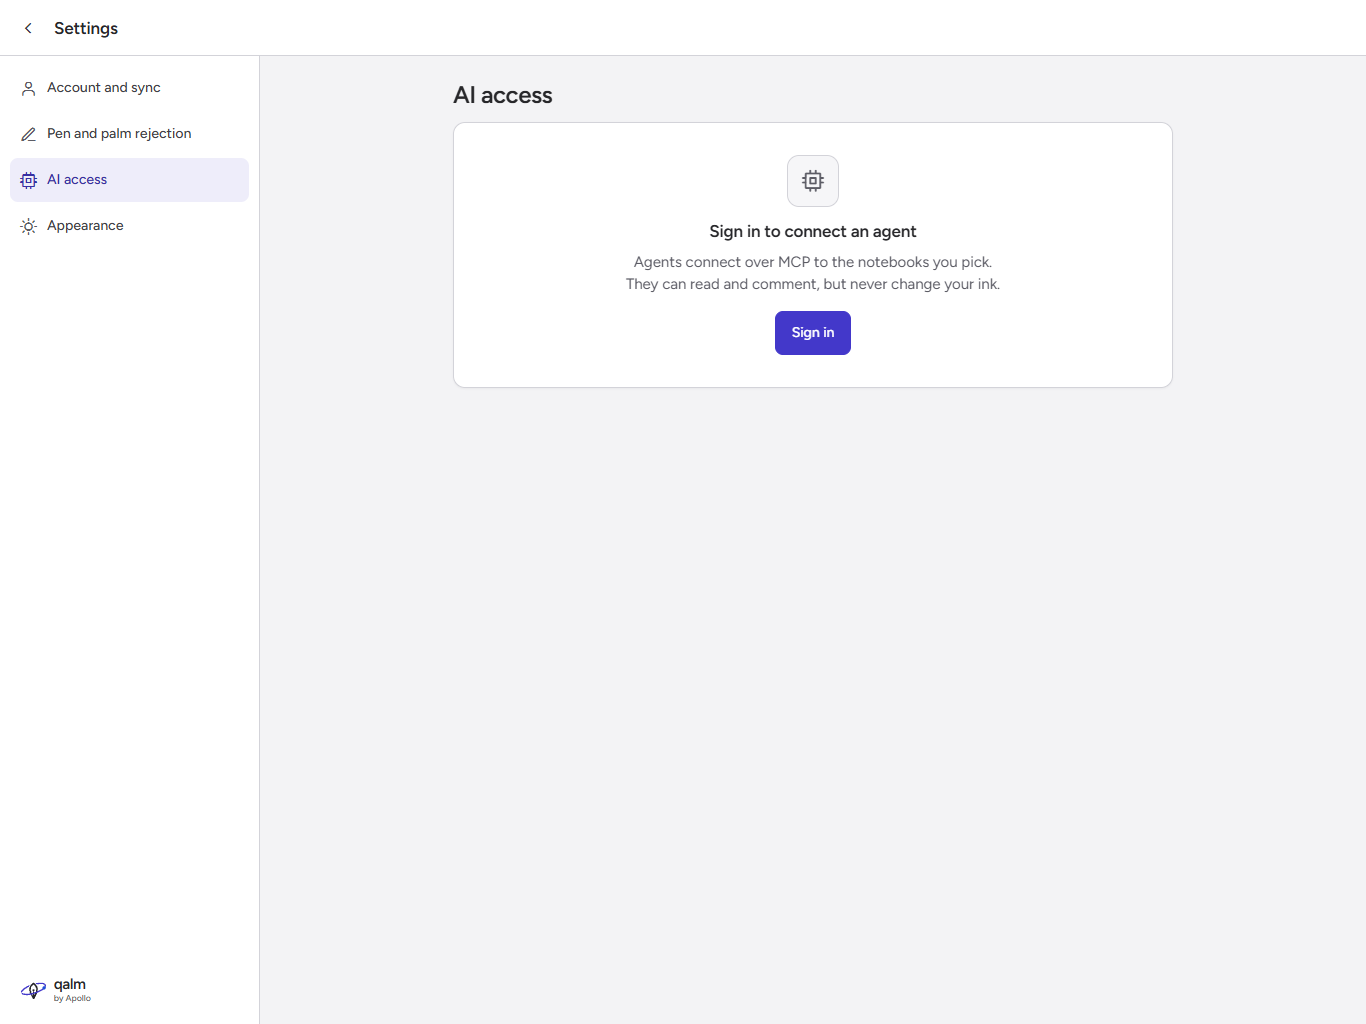 Settings
Account and sync
Pen and palm rejection
AI access
Appearance
AI access
Sign in to connect an agent
Agents connect over MCP to the notebooks you pick.
They can read and comment, but never change your ink.
Sign in
qalm
by Apollo